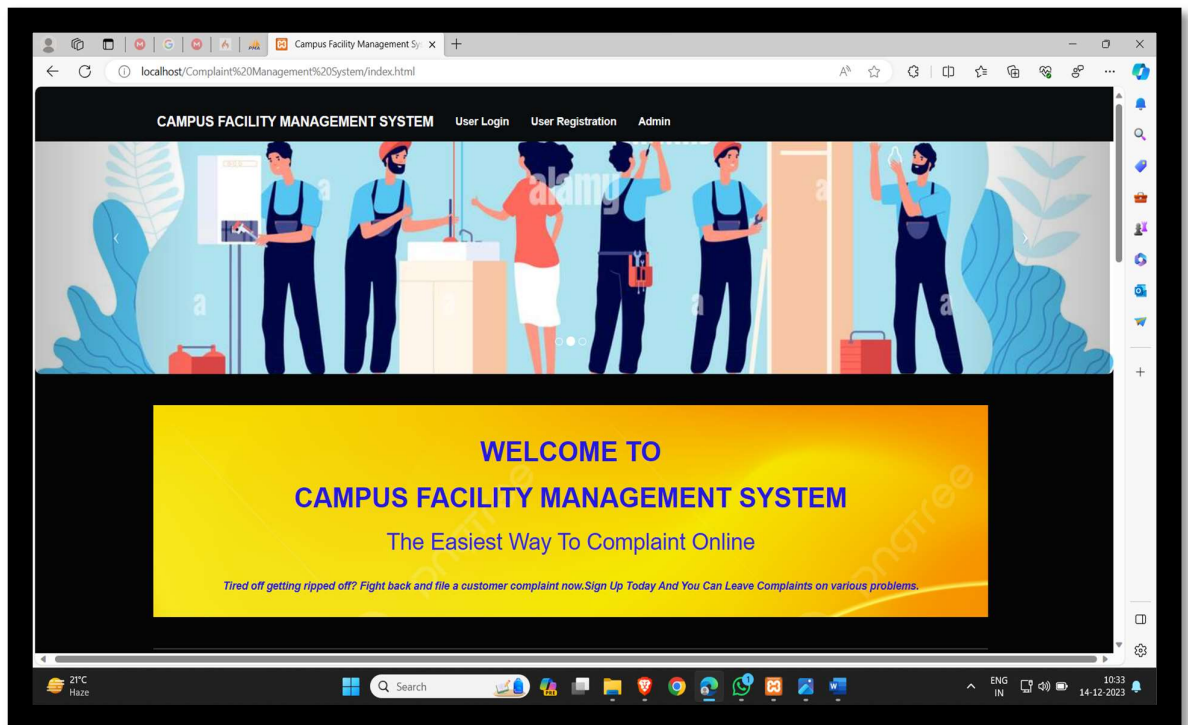 Campus Facility Management Sy
localhost/Complaint%20Management%20System/index.html
CAMPUS FACILITY MANAGEMENT SYSTEM User Login User Registration Admin
alamy
a
a
a
a
a
WELCOME TO
CAMPUS FACILITY MANAGEMENT SYSTEM
The Easiest Way To Complaint Online
Tired off getting ripped off? Fight back and file a customer complaint now.Sign Up Today And You Can Leave Complaints on various problems.
pngtree
21°C
Haze
Search
PRE
ENG
IN
10:33
14-12-2023